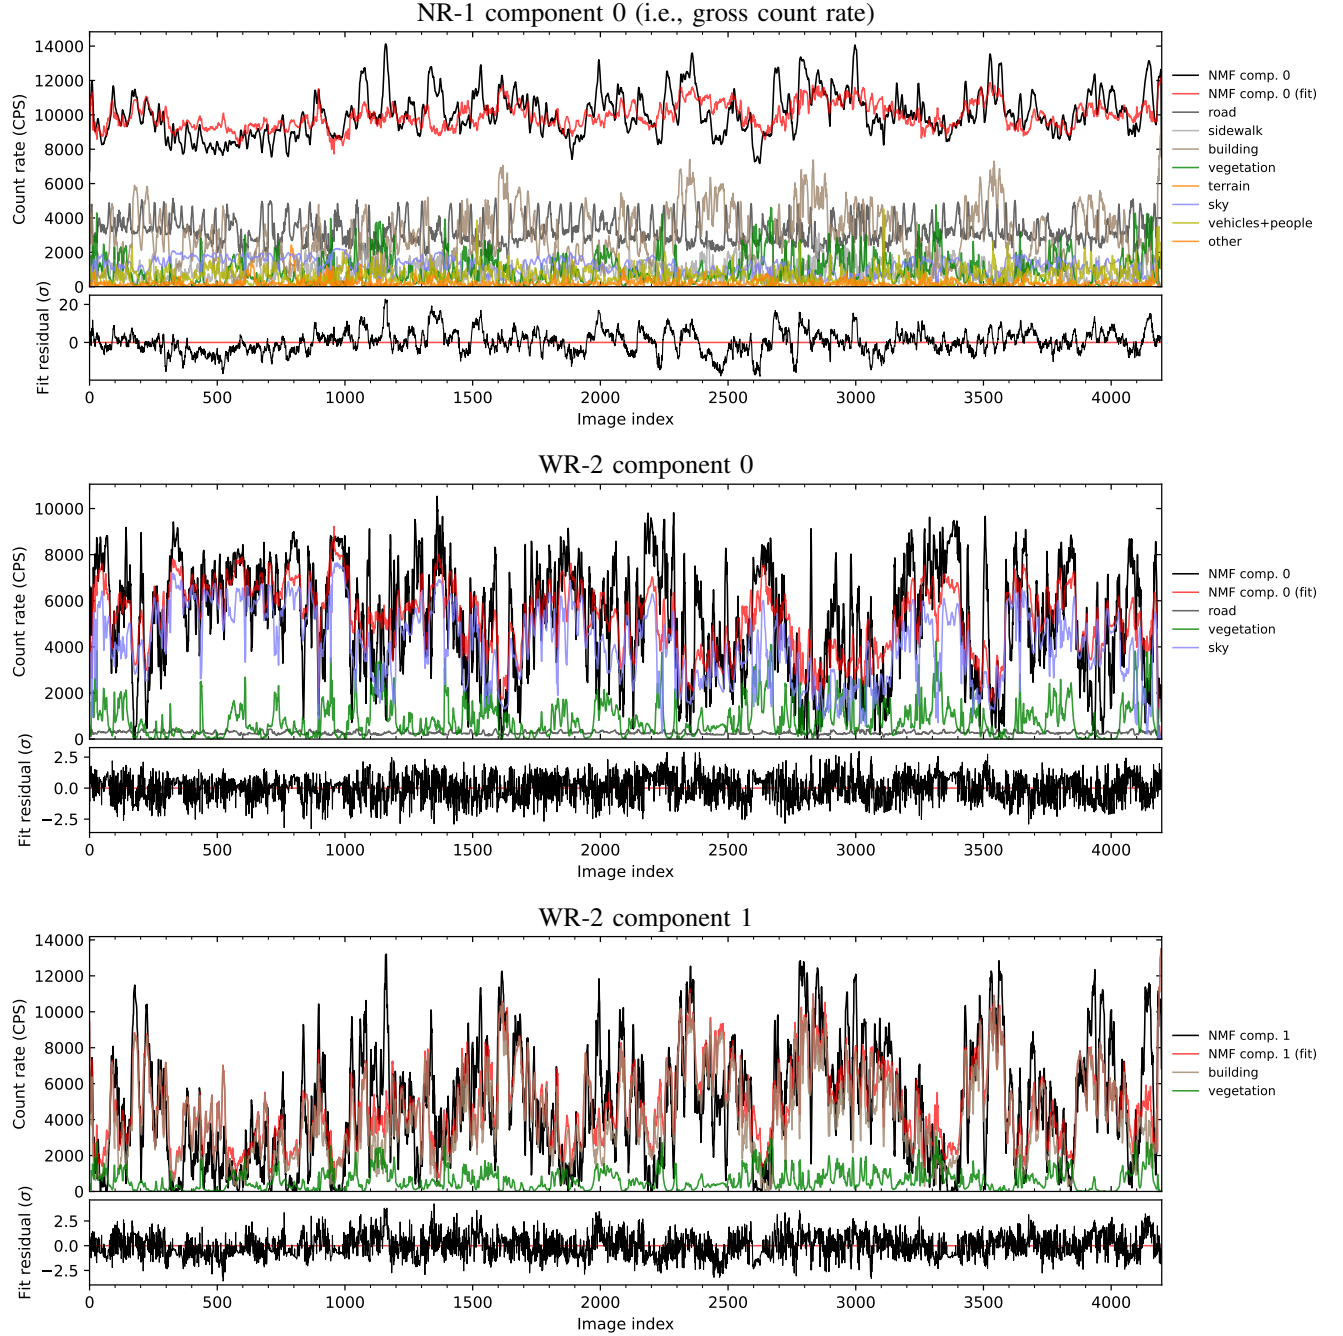 NR-1 component 0 (i.e., gross count rate)
Count rate (CPS)
14000
12000
10000
8000
6000
4000
2000
0
NMF comp. 0
NMF comp. 0 (fit)
road
sidewalk
building
vegetation
terrain
sky
vehicles+people
other
Fit residual (σ)
20
0
0 500 1000 1500 2000 2500 3000 3500 4000
Image index
WR-2 component 0
Count rate (CPS)
10000
8000
6000
4000
2000
0
NMF comp. 0
NMF comp. 0 (fit)
road
vegetation
sky
Fit residual (σ)
2.5
0.0
−2.5
0 500 1000 1500 2000 2500 3000 3500 4000
Image index
WR-2 component 1
Count rate (CPS)
14000
12000
10000
8000
6000
4000
2000
0
NMF comp. 1
NMF comp. 1 (fit)
building
vegetation
Fit residual (σ)
2.5
0.0
−2.5
0 500 1000 1500 2000 2500 3000 3500 4000
Image index